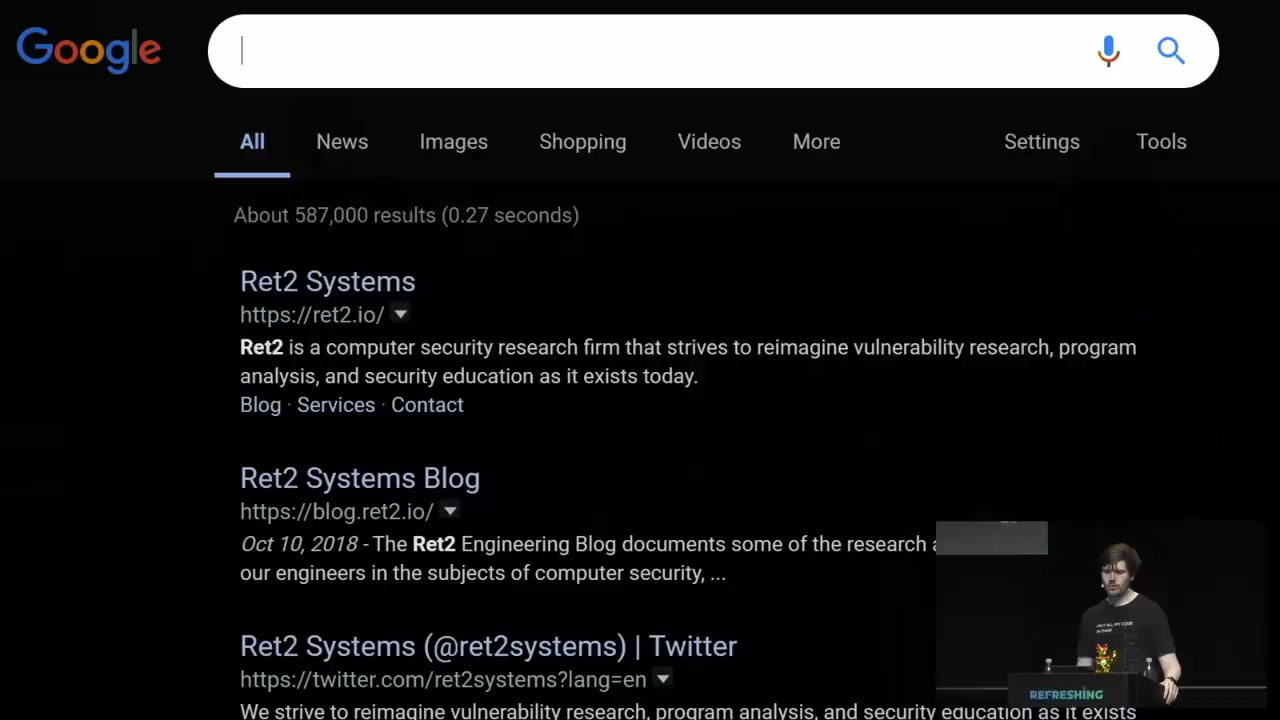 Google
All News Images Shopping Videos More Settings Tools
About 587,000 results (0.27 seconds)
Ret2 Systems
https://ret2.io/
Ret2 is a computer security research firm that strives to reimagine vulnerability research, program
analysis, and security education as it exists today.
Blog · Services · Contact
Ret2 Systems Blog
https://blog.ret2.io/
Oct 10, 2018 - The Ret2 Engineering Blog documents some of the research
our engineers in the subjects of computer security, ...
Ret2 Systems (@ret2systems) | Twitter
https://twitter.com/ret2systems?lang=en
We strive to reimagine vulnerability research, program analysis, and security education as it exists
REFRESHING